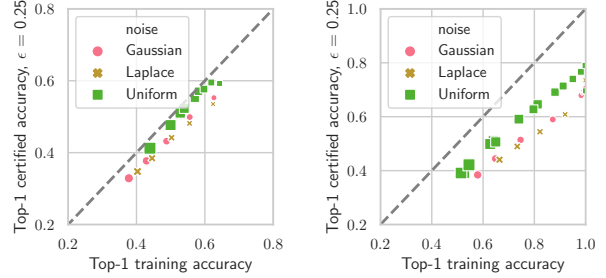 Top-1 certified accuracy, ϵ = 0.25
0.8
0.6
0.4
0.2
0.2
0.4
0.6
0.8
Top-1 training accuracy
noise
Gaussian
Laplace
Uniform
Top-1 certified accuracy, ϵ = 0.25
1.0
0.8
0.6
0.4
0.2
0.2
0.4
0.6
0.8
1.0
Top-1 training accuracy
noise
Gaussian
Laplace
Uniform